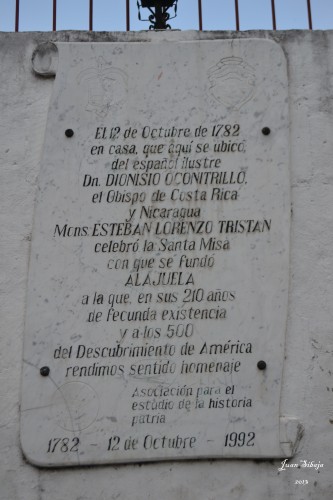 El 12 de Octubre de 1782
en casa, que aquí se ubicó
del español ilustre
Dn. DIONISIO OCONITRILLO,
el Obispo de Costa Rica
y Nicaragua
Mons. ESTEBAN LORENZO TRISTAN
celebró la Santa Misa
con que se fundó
ALAJUELA
a la que, en sus 210 años
de fecunda existencia
y a los 500
del Descubrimiento de América
rendimos sentido homenaje
Asociación para el
estudio de la historia
patria
1782 - 12 de Octubre - 1992
Juan Sibaja